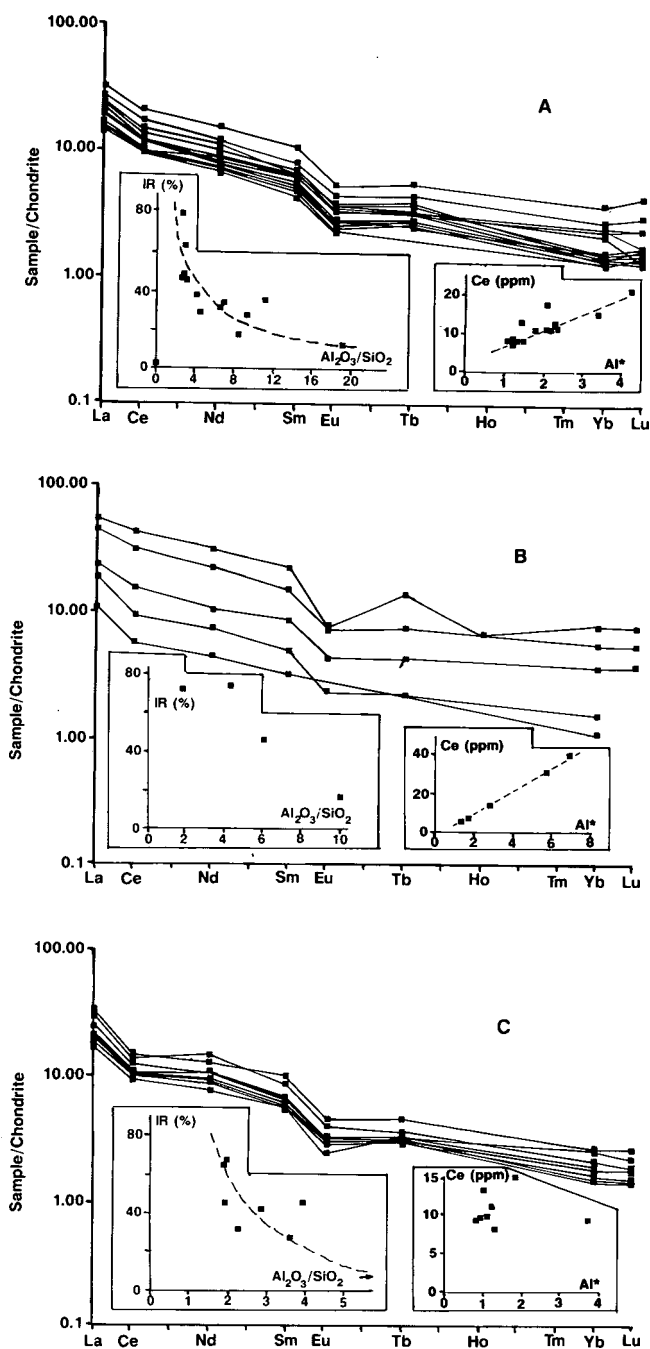 100.00
A
10.00
1.00
0.1
Sample/Chondrite
IR (%)
80
40
0
0 4 8 12 16 20
Al₂O₃/SiO₂
Ce (ppm)
20
10
0
0 1 2 3 4
Al*
La Ce Nd Sm Eu Tb Ho Tm Yb Lu
100.00
B
10.00
1.00
0.1
Sample/Chondrite
80
IR (%)
40
0
0 2 4 6 8 10
Al₂O₃/SiO₂
Ce (ppm)
40
20
0
0 2 4 6 8
Al*
La Ce Nd Sm Eu Tb Ho Tm Yb Lu
100.00
C
10.00
1.00
0.1
Sample/Chondrite
IR (%)
80
40
0
0 1 2 3 4 5
Al₂O₃/SiO₂
15
Ce (ppm)
10
5
0
0 1 2 3 4
Al*
La Ce Nd Sm Eu Tb Ho Tm Yb Lu